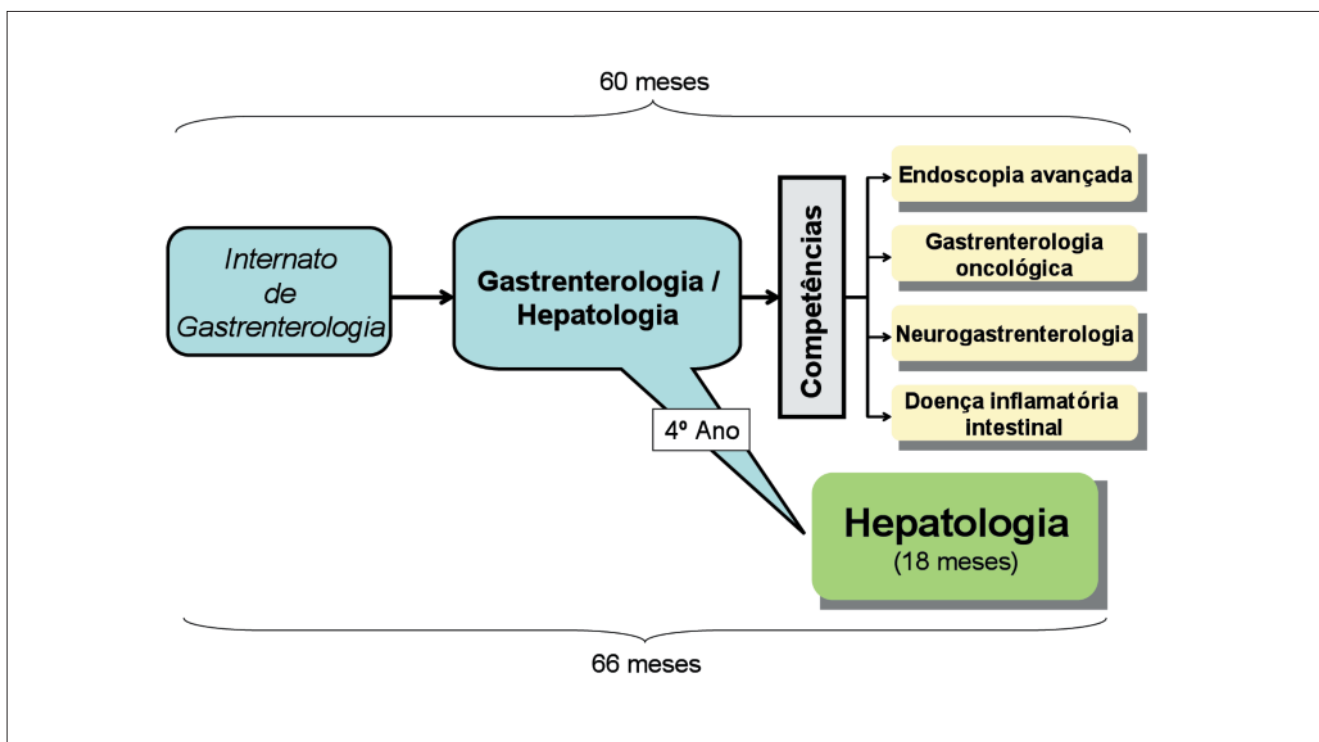 60 meses
Internato
de
Gastrenterologia
Gastrenterologia /
Hepatologia
4º Ano
Competências
Endoscopia avançada
Gastrenterologia
oncológica
Neurogastrenterologia
Doença inflamatória
intestinal
Hepatologia
(18 meses)
66 meses